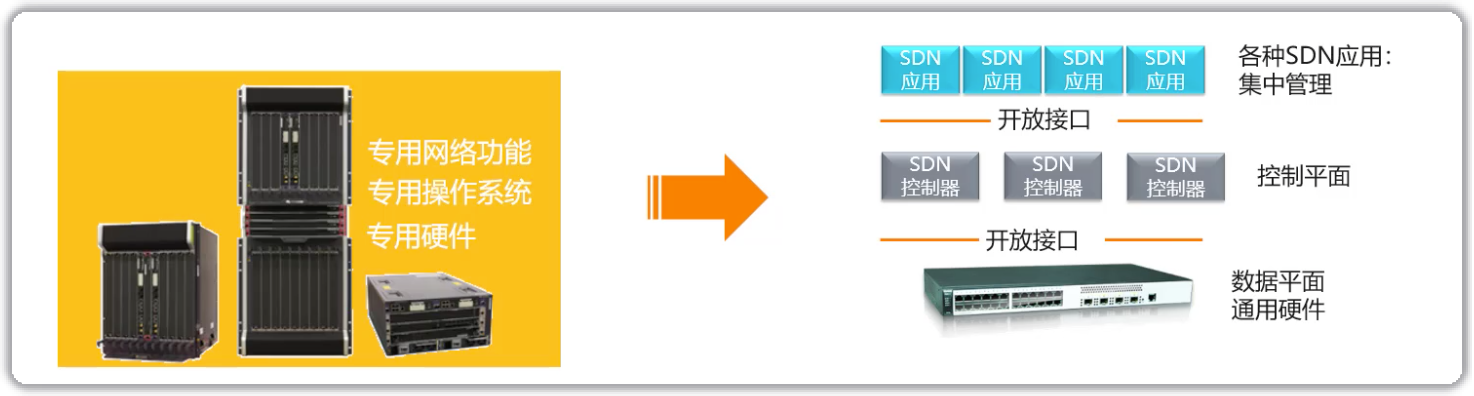 专用网络功能
专用操作系统
专用硬件
SDN
应用
SDN
应用
SDN
应用
SDN
应用
各种SDN应用:
集中管理
开放接口
SDN
控制器
SDN
控制器
SDN
控制器
控制平面
开放接口
数据平面
通用硬件